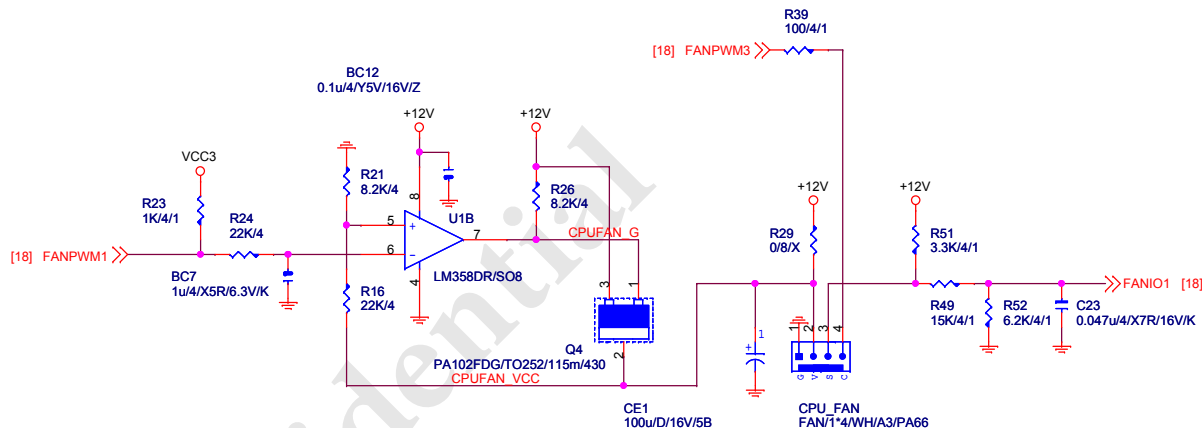 R39
100/4/1
[18] FANPWM3
BC12
0.1u/4/Y5V/16V/Z
+12V
+12V
VCC3
R21
8.2K/4
8
R26
8.2K/4
3
+12V
+12V
R23
1K/4/1
R24
22K/4
5
+
U1B
7
CPUFAN_G
1
R29
0/8/X
R51
3.3K/4/1
[18] FANPWM1
6
-
4
LM358DR/SO8
FANIO1 [18]
BC7
1u/4/X5R/6.3V/K
R16
22K/4
R49
15K/4/1
R52
6.2K/4/1
C23
0.047u/4/X7R/16V/K
1
2
3
4
+
1
Q4
2
PA102FDG/TO252/115m/430
CPUFAN_VCC
G
V
S
C
CE1
100u/D/16V/5B
CPU_FAN
FAN/1*4/WH/A3/PA66
fidential